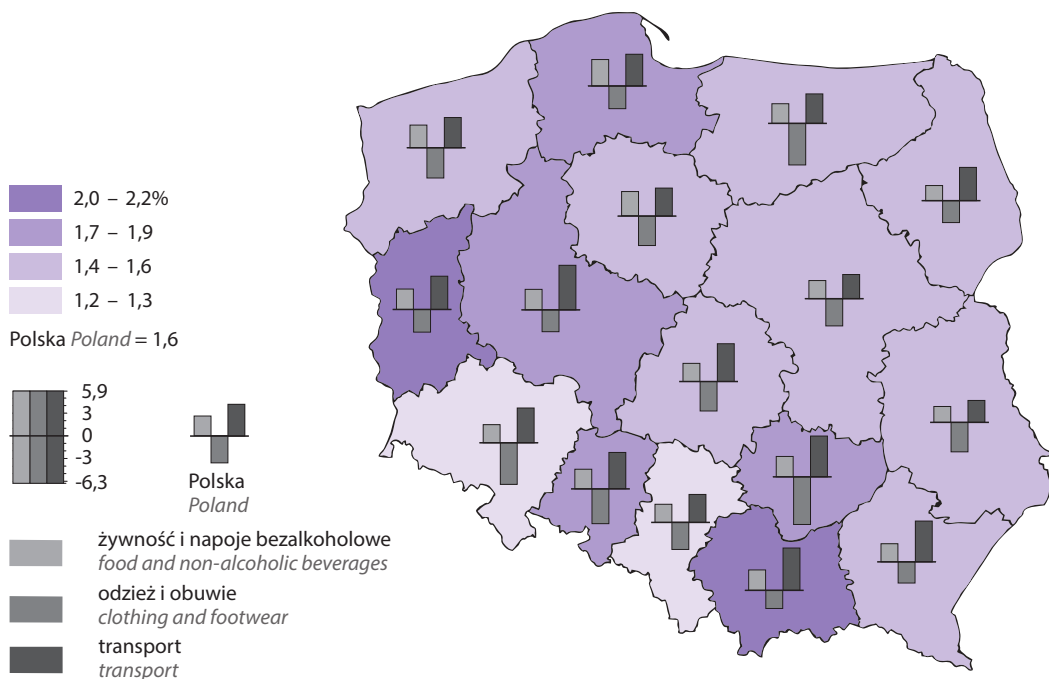 2,0 – 2,2%
1,7 – 1,9
1,4 – 1,6
1,2 – 1,3
Polska Poland = 1,6
5,9
3
0
-3
-6,3
Polska
Poland
żywność i napoje bezalkoholowe
food and non-alcoholic beverages
odzież i obuwie
clothing and footwear
transport
transport